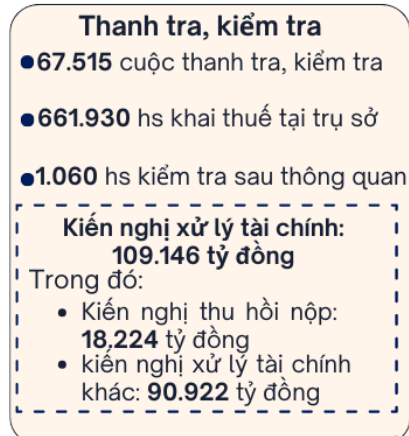 Thanh tra, kiểm tra
67.515 cuộc thanh tra, kiểm tra
661.930 hs khai thuế tại trụ sở
1.060 hs kiểm tra sau thông quan
Kiến nghị xử lý tài chính:
109.146 tỷ đồng
Trong đó:
Kiến nghị thu hồi nộp:
18.224 tỷ đồng
kiến nghị xử lý tài chính
khác: 90.922 tỷ đồng